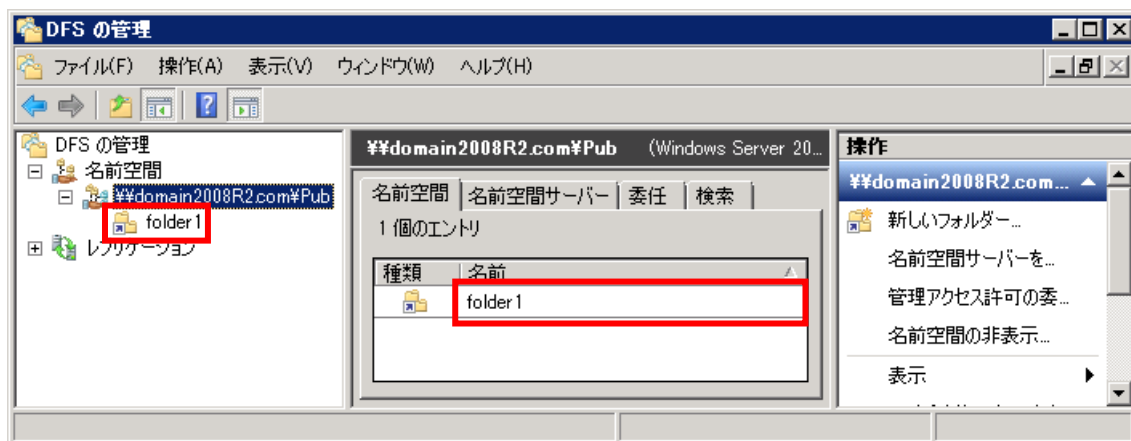 DFS の管理
ファイル(F) 操作(A) 表示(V) ウィンドウ(W) ヘルプ(H)
DFS の管理
名前空間
¥¥domain2008R2.com¥Pub
folder1
レプリケーション
¥¥domain2008R2.com¥Pub (Windows Server 20...
名前空間 名前空間サーバー 委任 検索
1 個のエントリ
種類 名前
folder1
操作
¥¥domain2008R2.com...
新しいフォルダー...
名前空間サーバーを...
管理アクセス許可の委...
名前空間の非表示...
表示